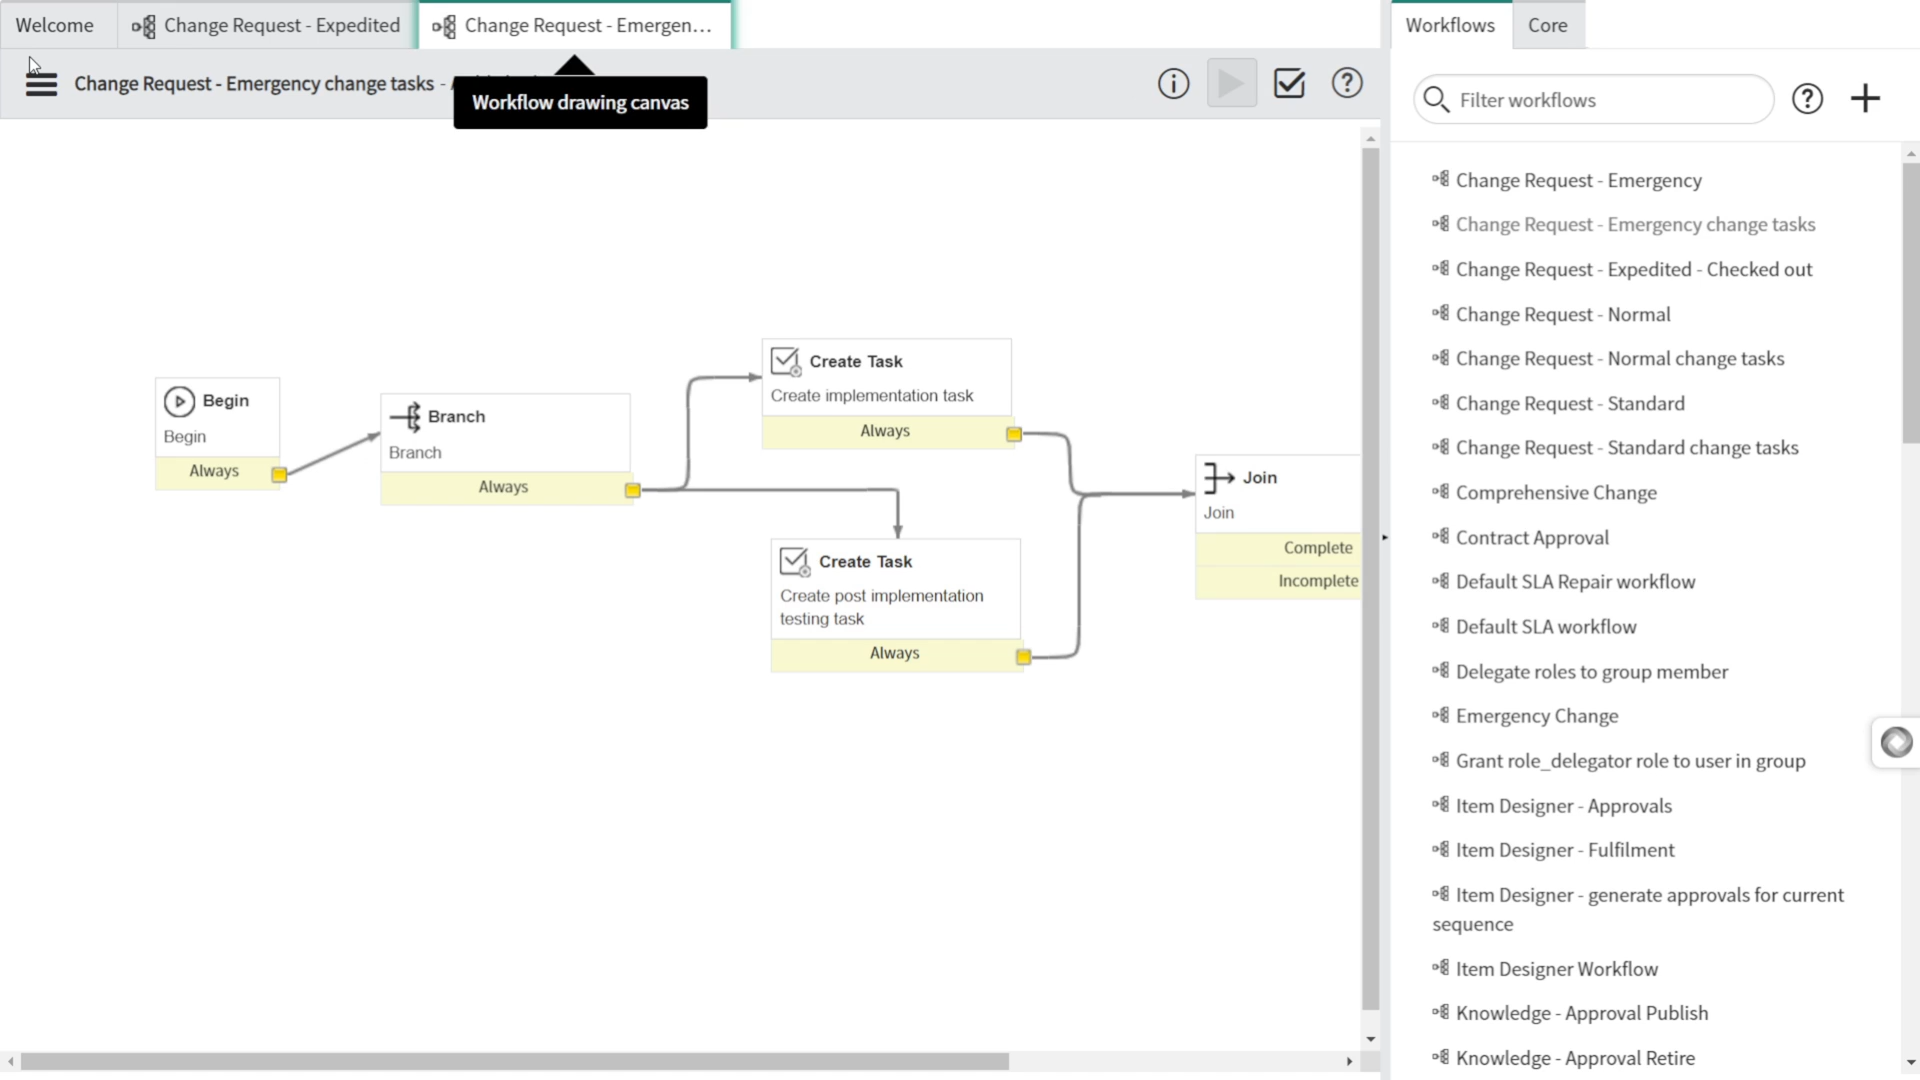 Welcome
Change Request - Expedited
Change Request - Emergen...
Workflows
Core
Change Request - Emergency change tasks -
Workflow drawing canvas
Filter workflows
Begin
Begin
Always
Branch
Branch
Always
Create Task
Create implementation task
Always
Create Task
Create post implementation
testing task
Always
Join
Join
Complete
Incomplete
Change Request - Emergency
Change Request - Emergency change tasks
Change Request - Expedited - Checked out
Change Request - Normal
Change Request - Normal change tasks
Change Request - Standard
Change Request - Standard change tasks
Comprehensive Change
Contract Approval
Default SLA Repair workflow
Default SLA workflow
Delegate roles to group member
Emergency Change
Grant role_delegator role to user in group
Item Designer - Approvals
Item Designer - Fulfilment
Item Designer - generate approvals for current
sequence
Item Designer Workflow
Knowledge - Approval Publish
Knowledge - Approval Retire